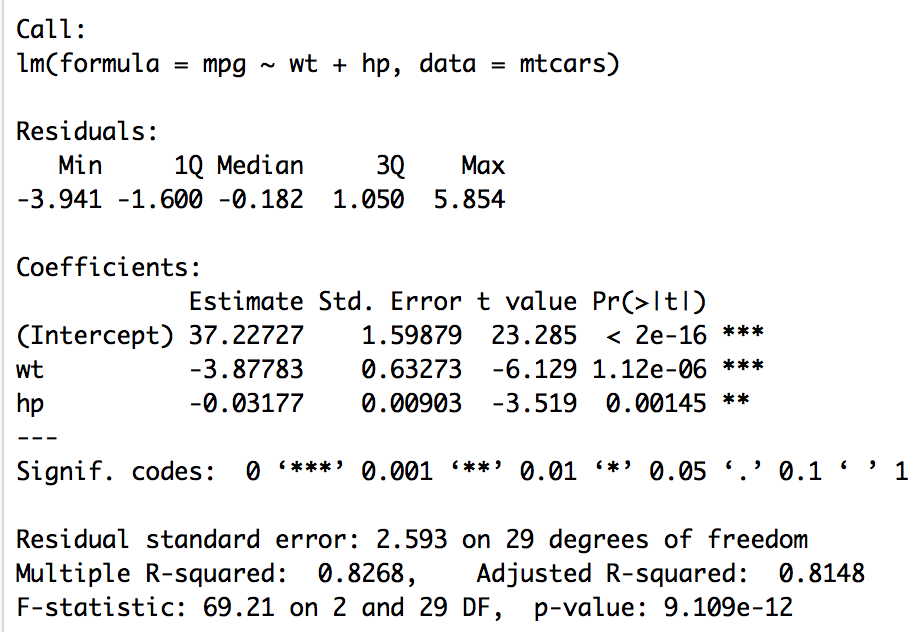 Call:
lm(formula = mpg ~ wt + hp, data = mtcars)

Residuals:
   Min     1Q Median     3Q    Max
-3.941 -1.600 -0.182  1.050  5.854

Coefficients:
            Estimate Std. Error t value Pr(>|t|)
(Intercept) 37.22727    1.59879  23.285  < 2e-16 ***
wt          -3.87783    0.63273  -6.129 1.12e-06 ***
hp          -0.03177    0.00903  -3.519  0.00145 **
---
Signif. codes:  0 ‘***’ 0.001 ‘**’ 0.01 ‘*’ 0.05 ‘.’ 0.1 ‘ ’ 1

Residual standard error: 2.593 on 29 degrees of freedom
Multiple R-squared:  0.8268,    Adjusted R-squared:  0.8148
F-statistic: 69.21 on 2 and 29 DF,  p-value: 9.109e-12